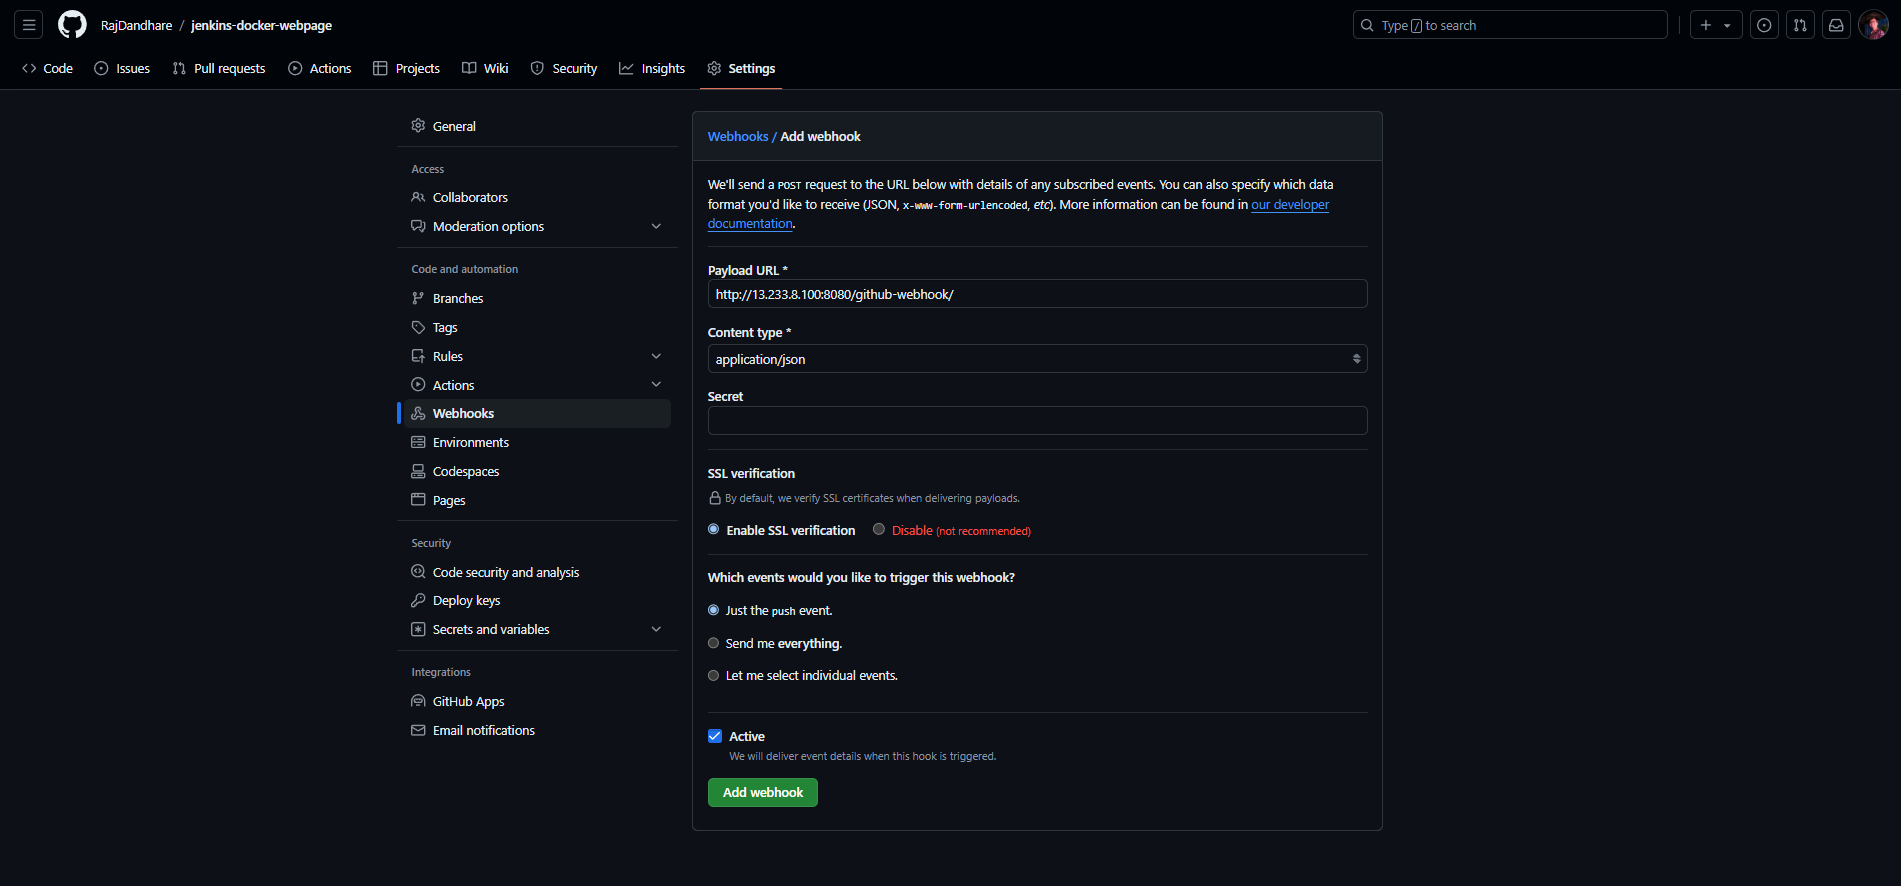 RajDandhare / jenkins-docker-webpage
Type / to search
Code Issues Pull requests Actions Projects Wiki Security Insights Settings
General
Access
Collaborators
Moderation options
Code and automation
Branches
Tags
Rules
Actions
Webhooks
Environments
Codespaces
Pages
Security
Code security and analysis
Deploy keys
Secrets and variables
Integrations
GitHub Apps
Email notifications
Webhooks / Add webhook
We'll send a POST request to the URL below with details of any subscribed events. You can also specify which data
format you'd like to receive (JSON, x-www-form-urlencoded, etc). More information can be found in our developer
documentation.
Payload URL *
http://13.233.8.100:8080/github-webhook/
Content type *
application/json
Secret
SSL verification
By default, we verify SSL certificates when delivering payloads.
Enable SSL verification Disable (not recommended)
Which events would you like to trigger this webhook?
Just the push event.
Send me everything.
Let me select individual events.
Active
We will deliver event details when this hook is triggered.
Add webhook